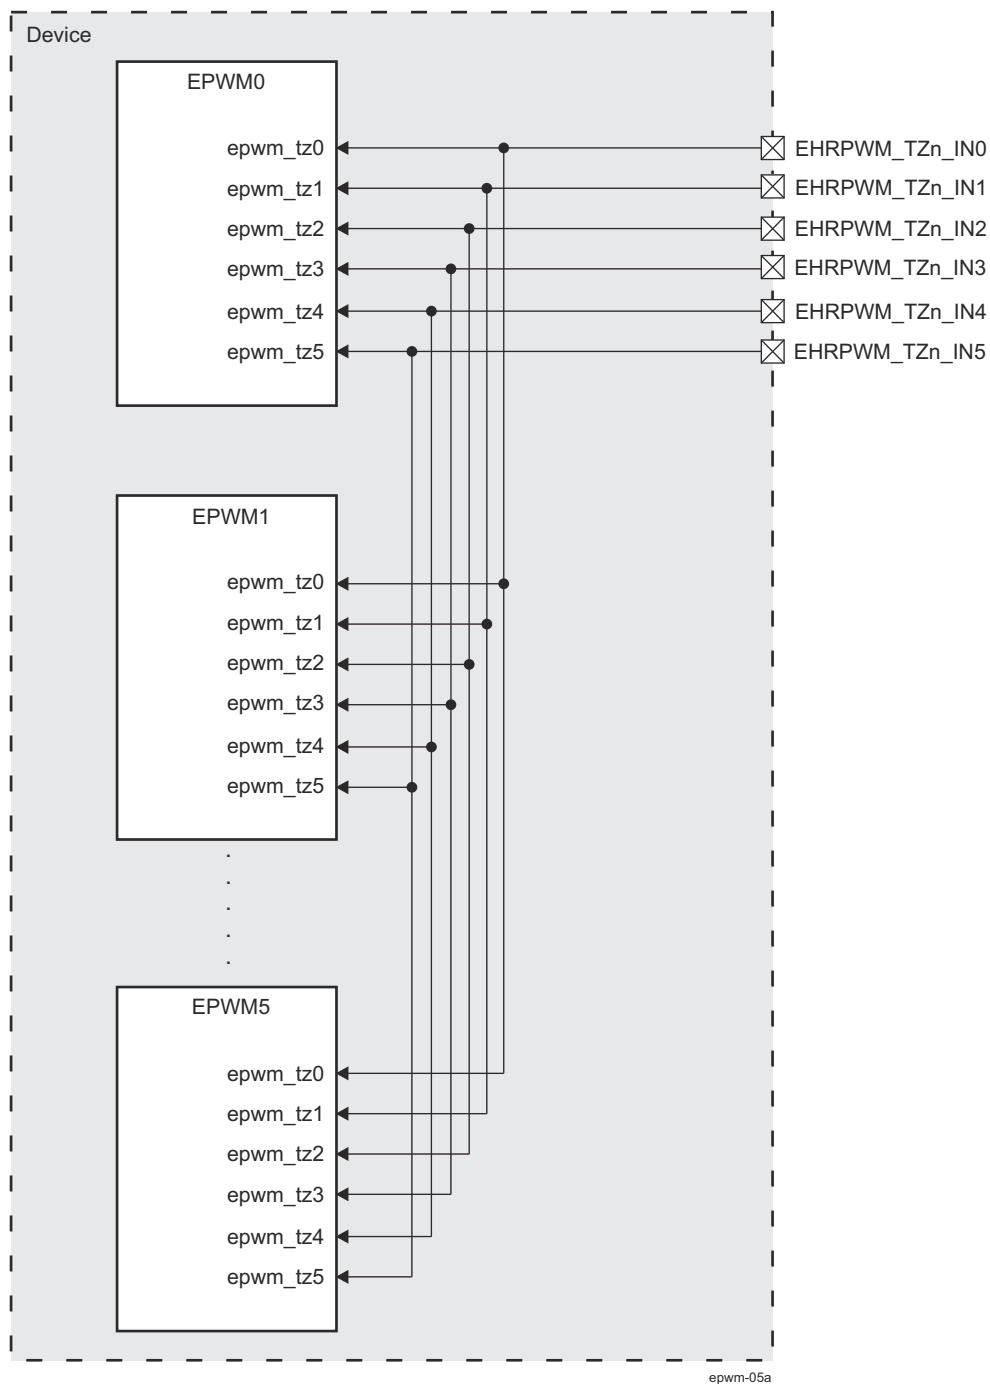 Device
EPWM0
epwm_tz0
EHRPWM_TZn_IN0
epwm_tz1
EHRPWM_TZn_IN1
epwm_tz2
EHRPWM_TZn_IN2
epwm_tz3
EHRPWM_TZn_IN3
epwm_tz4
EHRPWM_TZn_IN4
epwm_tz5
EHRPWM_TZn_IN5
EPWM1
epwm_tz0
epwm_tz1
epwm_tz2
epwm_tz3
epwm_tz4
epwm_tz5
EPWM5
epwm_tz0
epwm_tz1
epwm_tz2
epwm_tz3
epwm_tz4
epwm_tz5
epwm-05a